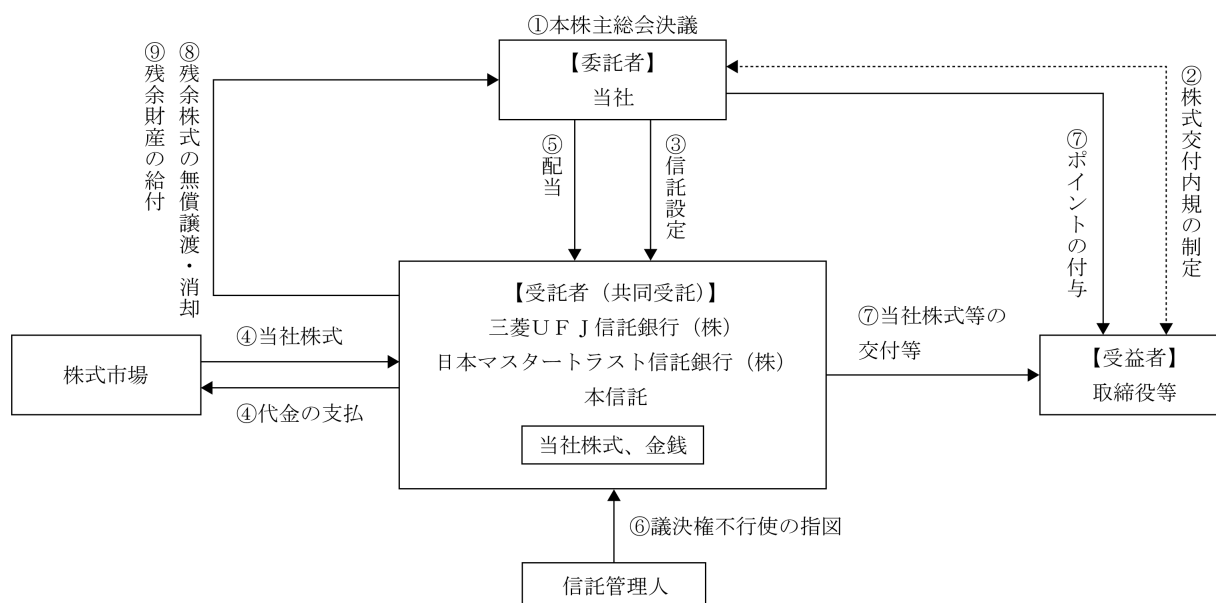 ①本株主総会決議
【委託者】
当社
⑨残余財産の給付
⑧残余株式の無償譲渡・消却
⑤配当
③信託設定
⑦ポイントの付与
②株式交付内規の制定
【受託者（共同受託）】
三菱ＵＦＪ信託銀行（株）
日本マスタートラスト信託銀行（株）
本信託
当社株式、金銭
④当社株式
株式市場
④代金の支払
⑦当社株式等の
交付等
【受益者】
取締役等
⑥議決権不行使の指図
信託管理人